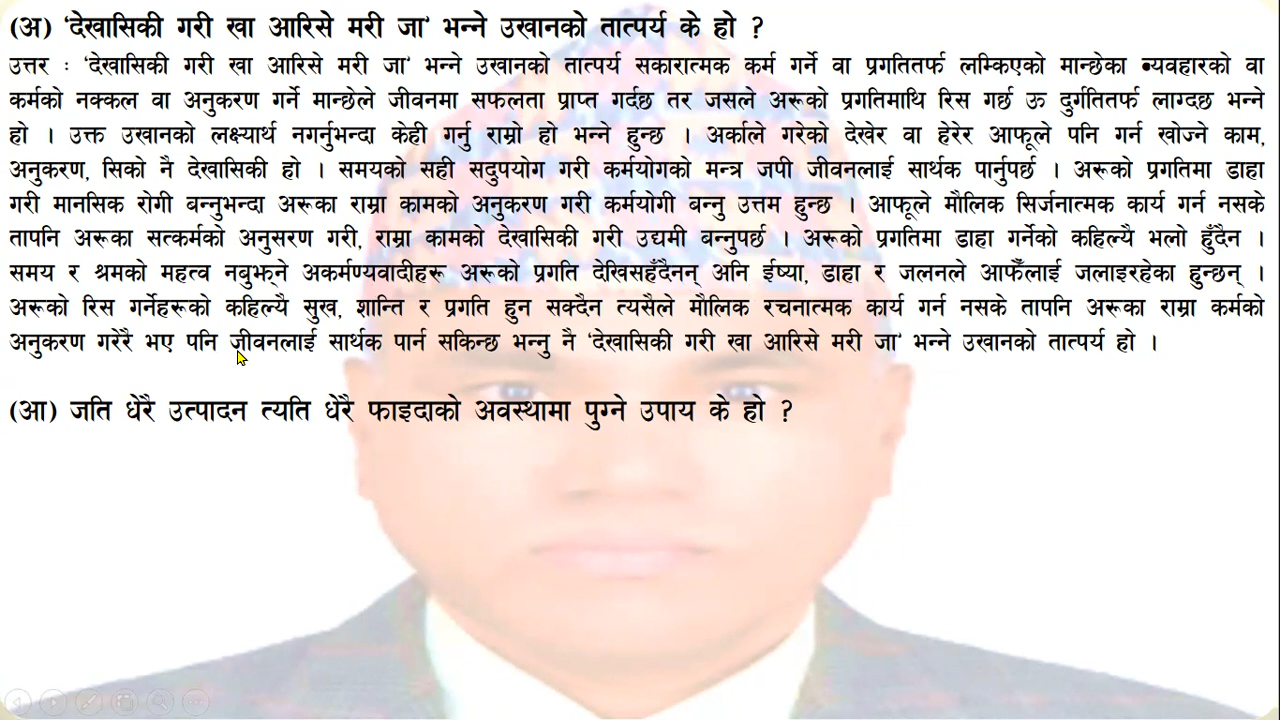 (अ) 'देखासिकी गरी खा आरिसे मरी जा' भन्ने उखानको तात्पर्य के हो ?
उत्तर : 'देखासिकी गरी खा आरिसे मरी जा' भन्ने उखानको तात्पर्य सकारात्मक कर्म गर्ने वा प्रगतितर्फ लम्किएको मान्छेका व्यवहारको वा
कर्मको नक्कल वा अनुकरण गर्ने मान्छेले जीवनमा सफलता प्राप्त गर्दछ तर जसले अरूको प्रगतिमाथि रिस गर्छ ऊ दुर्गतितर्फ लाग्दछ भन्ने
हो । उक्त उखानको लक्ष्यार्थ नगर्नुभन्दा केही गर्नु राम्रो हो भन्ने हुन्छ । अर्काले गरेको देखेर वा हेरेर आफूले पनि गर्न खोज्ने काम,
अनुकरण, सिको नै देखासिकी हो । समयको सही सदुपयोग गरी कर्मयोगको मन्त्र जपी जीवनलाई सार्थक पार्नुपर्छ । अरूको प्रगतिमा डाहा
गरी मानसिक रोगी बन्नुभन्दा अरूका राम्रा कामको अनुकरण गरी कर्मयोगी बन्नु उत्तम हुन्छ । आफूले मौलिक सिर्जनात्मक कार्य गर्न नसके
तापनि अरूका सत्कर्मको अनुसरण गरी, राम्रा कामको देखासिकी गरी उद्यमी बन्नुपर्छ । अरूको प्रगतिमा डाहा गर्नेको कहिल्यै भलो हुँदैन ।
समय र श्रमको महत्व नबुझ्ने अकर्मण्यवादीहरू अरूको प्रगति देखिसहँदैनन् अनि ईष्या, डाहा र जलनले आफैँलाई जलाइरहेका हुन्छन् ।
अरूको रिस गर्नेहरूको कहिल्यै सुख, शान्ति र प्रगति हुन सक्दैन त्यसैले मौलिक रचनात्मक कार्य गर्न नसके तापनि अरूका राम्रा कर्मको
अनुकरण गरेरै भए पनि जीवनलाई सार्थक पार्न सकिन्छ भन्नु नै 'देखासिकी गरी खा आरिसे मरी जा' भन्ने उखानको तात्पर्य हो ।
(आ) जति धेरै उत्पादन त्यति धेरै फाइदाको अवस्थामा पुग्ने उपाय के हो ?